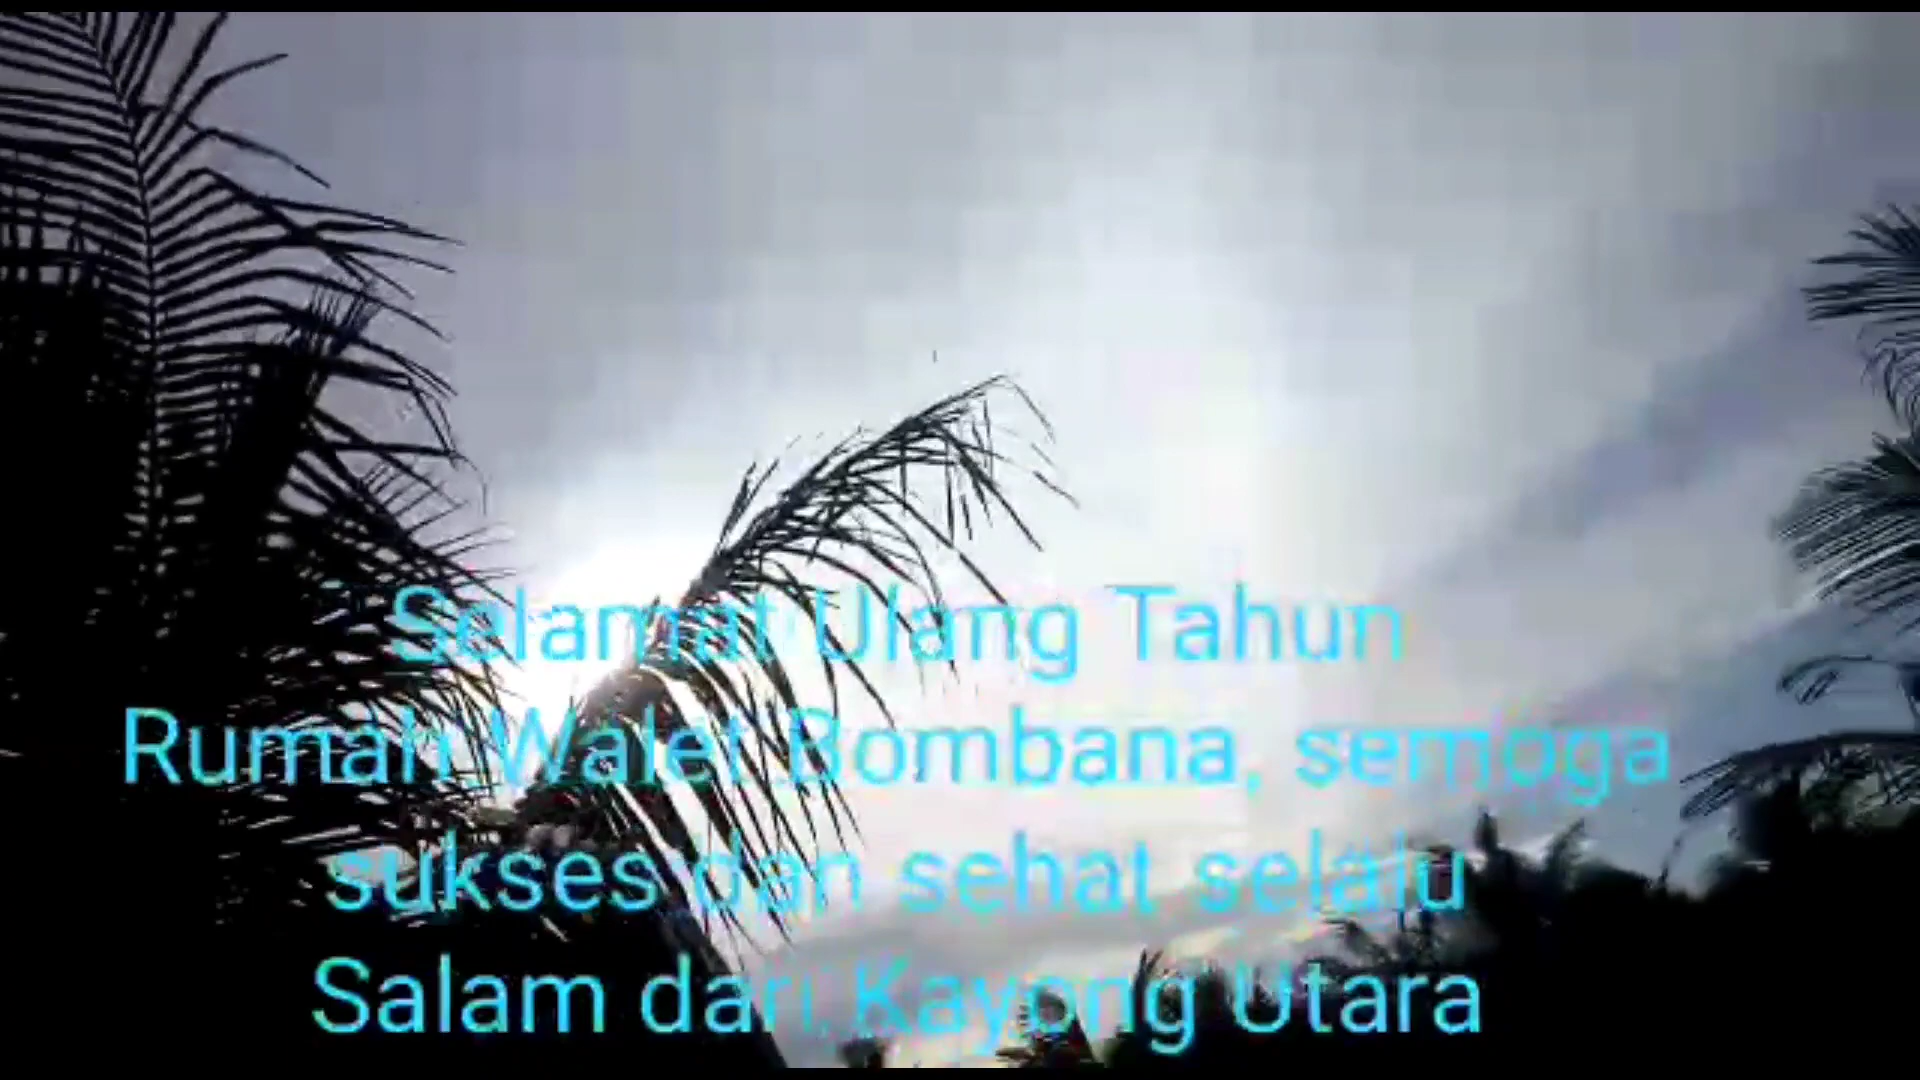 Selamat Ulang Tahun
Rumah Walet Bombana, semoga
sukses dan sehat selalu
Salam dari Kayong Utara